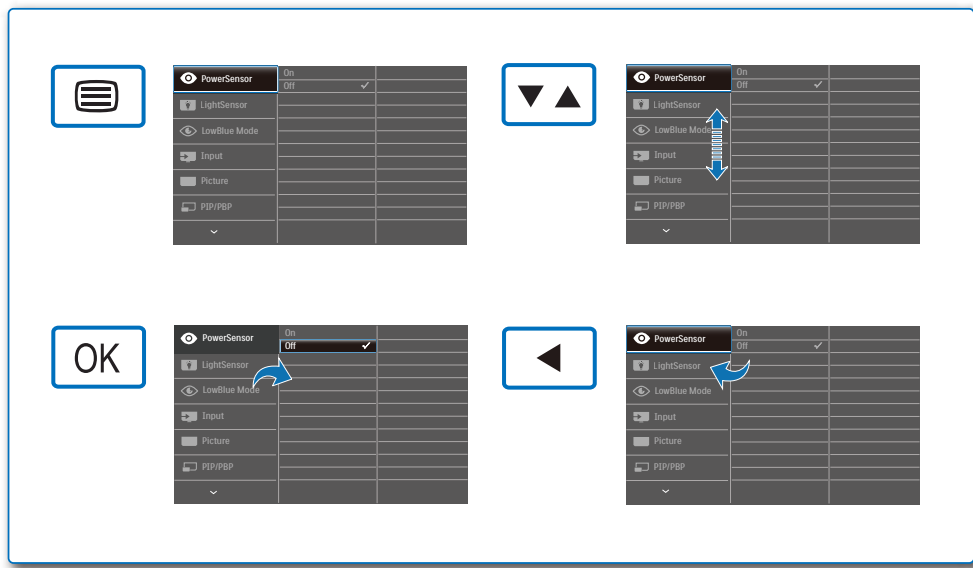 PowerSensor
On
Off
LightSensor
LowBlue Mode
Input
Picture
PIP/PBP
PowerSensor
On
Off
LightSensor
LowBlue Mode
Input
Picture
PIP/PBP
OK
PowerSensor
On
Off
LightSensor
LowBlue Mode
Input
Picture
PIP/PBP
PowerSensor
On
Off
LightSensor
LowBlue Mode
Input
Picture
PIP/PBP